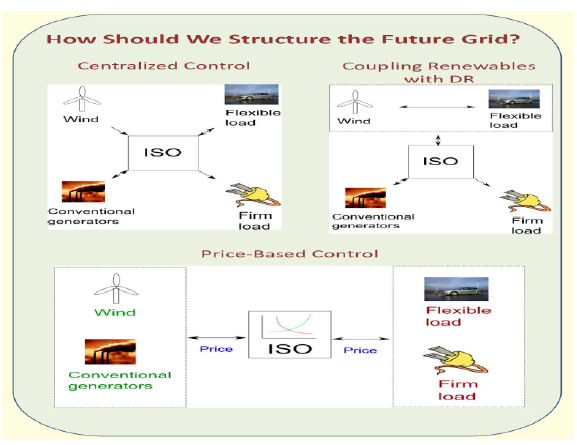 How Should We Structure the Future Grid?
Centralized Control
Wind
Flexible
load
ISO
Conventional
generators
Firm
load
Coupling Renewables
with DR
Wind
Flexible
load
ISO
Conventional
generators
Firm
load
Price-Based Control
Wind
Conventional
generators
Price
ISO
Price
Flexible
load
Firm
load